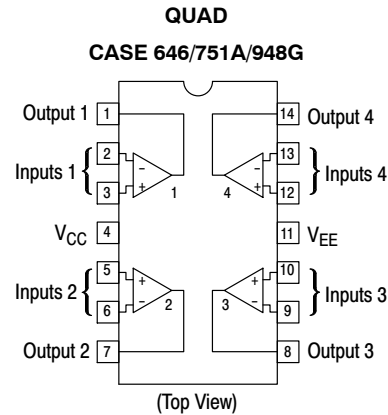 QUAD
CASE 646/751A/948G
Output 1 1 14 Output 4
Inputs 1 2 − − 13 Inputs 4
3 + 1 4 + 12
VCC 4 11 VEE
Inputs 2 5 + + 10 Inputs 3
6 − 2 3 − 9
Output 2 7 8 Output 3
(Top View)